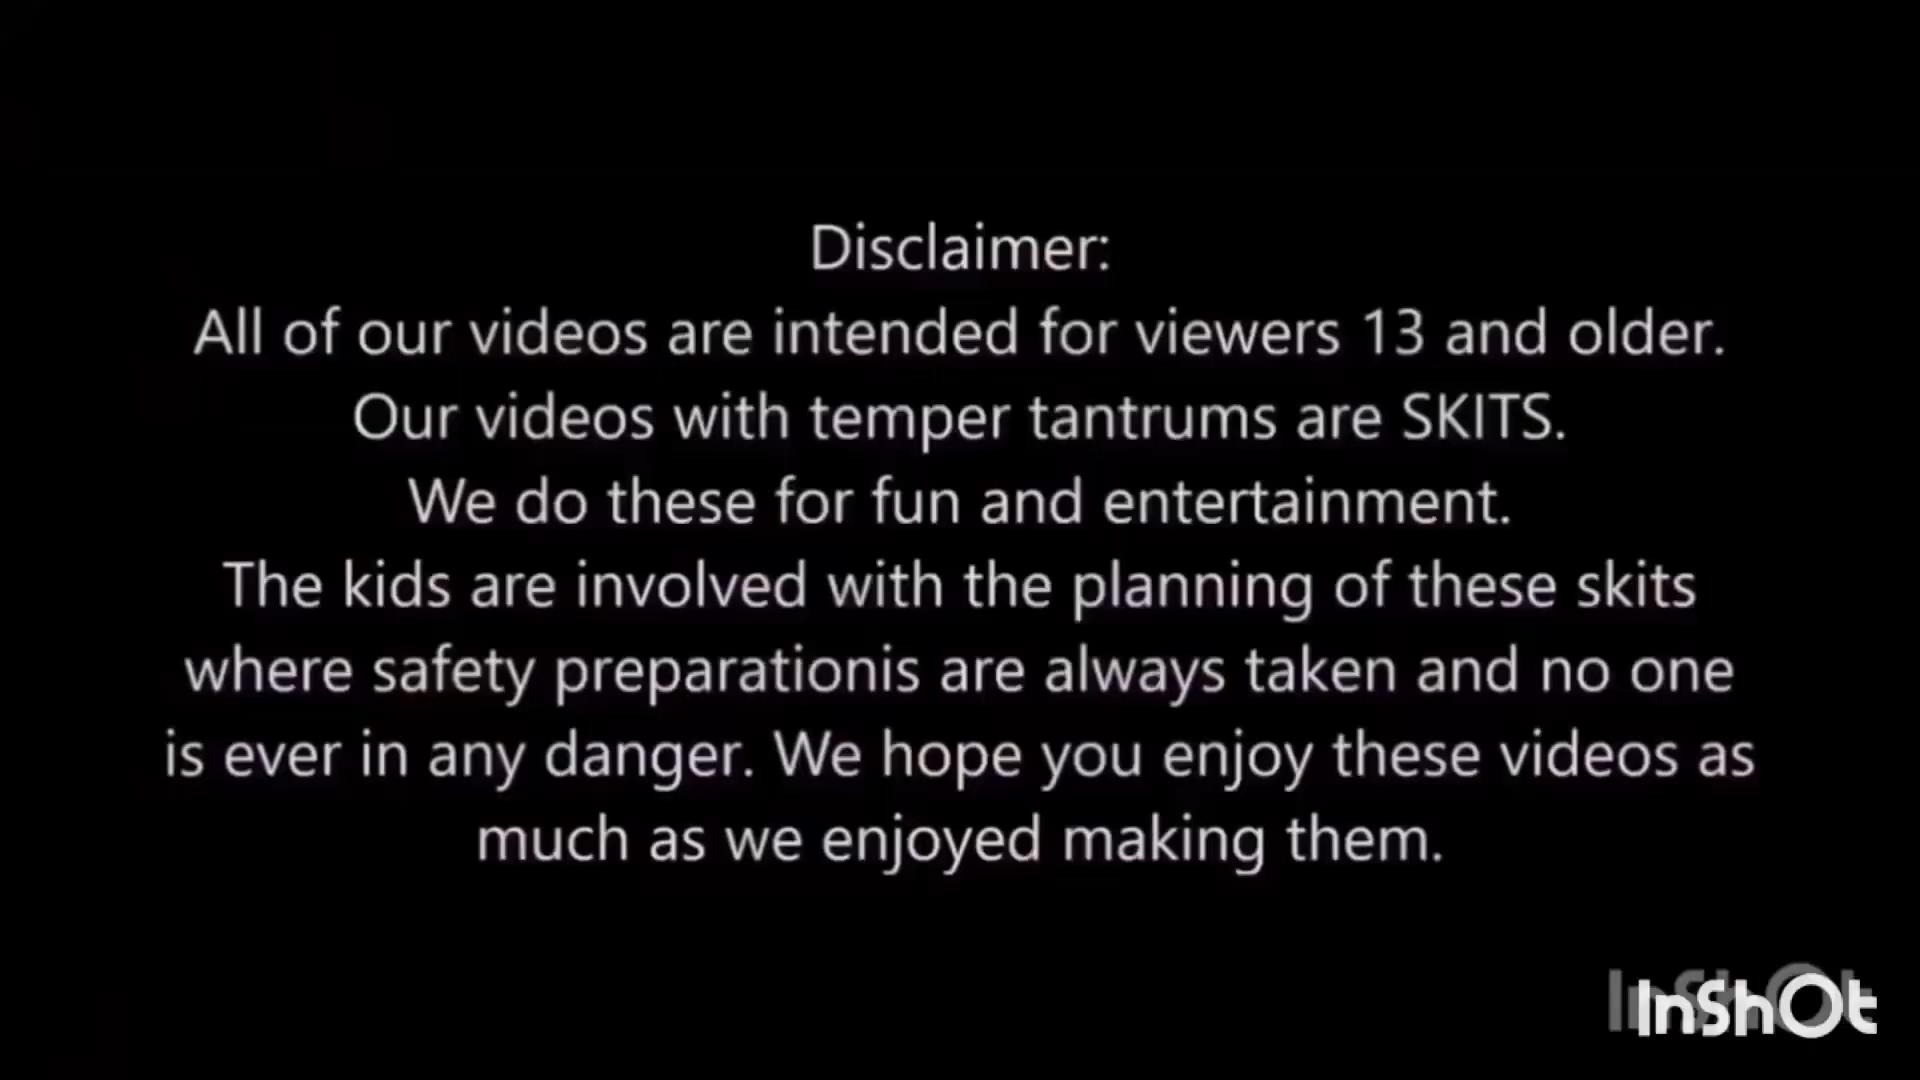 Disclaimer:
All of our videos are intended for viewers 13 and older.
Our videos with temper tantrums are SKITS.
We do these for fun and entertainment.
The kids are involved with the planning of these skits
where safety preparationis are always taken and no one
is ever in any danger. We hope you enjoy these videos as
much as we enjoyed making them.
InShOt
InShOt